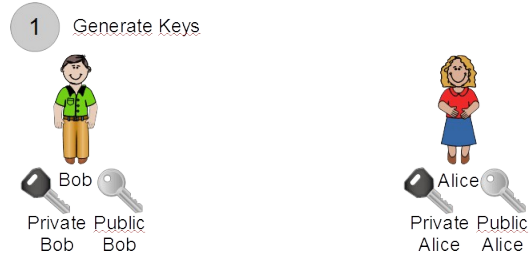 1 Generate Keys
Bob
Alice
Private Public
Bob Bob
Private Public
Alice Alice